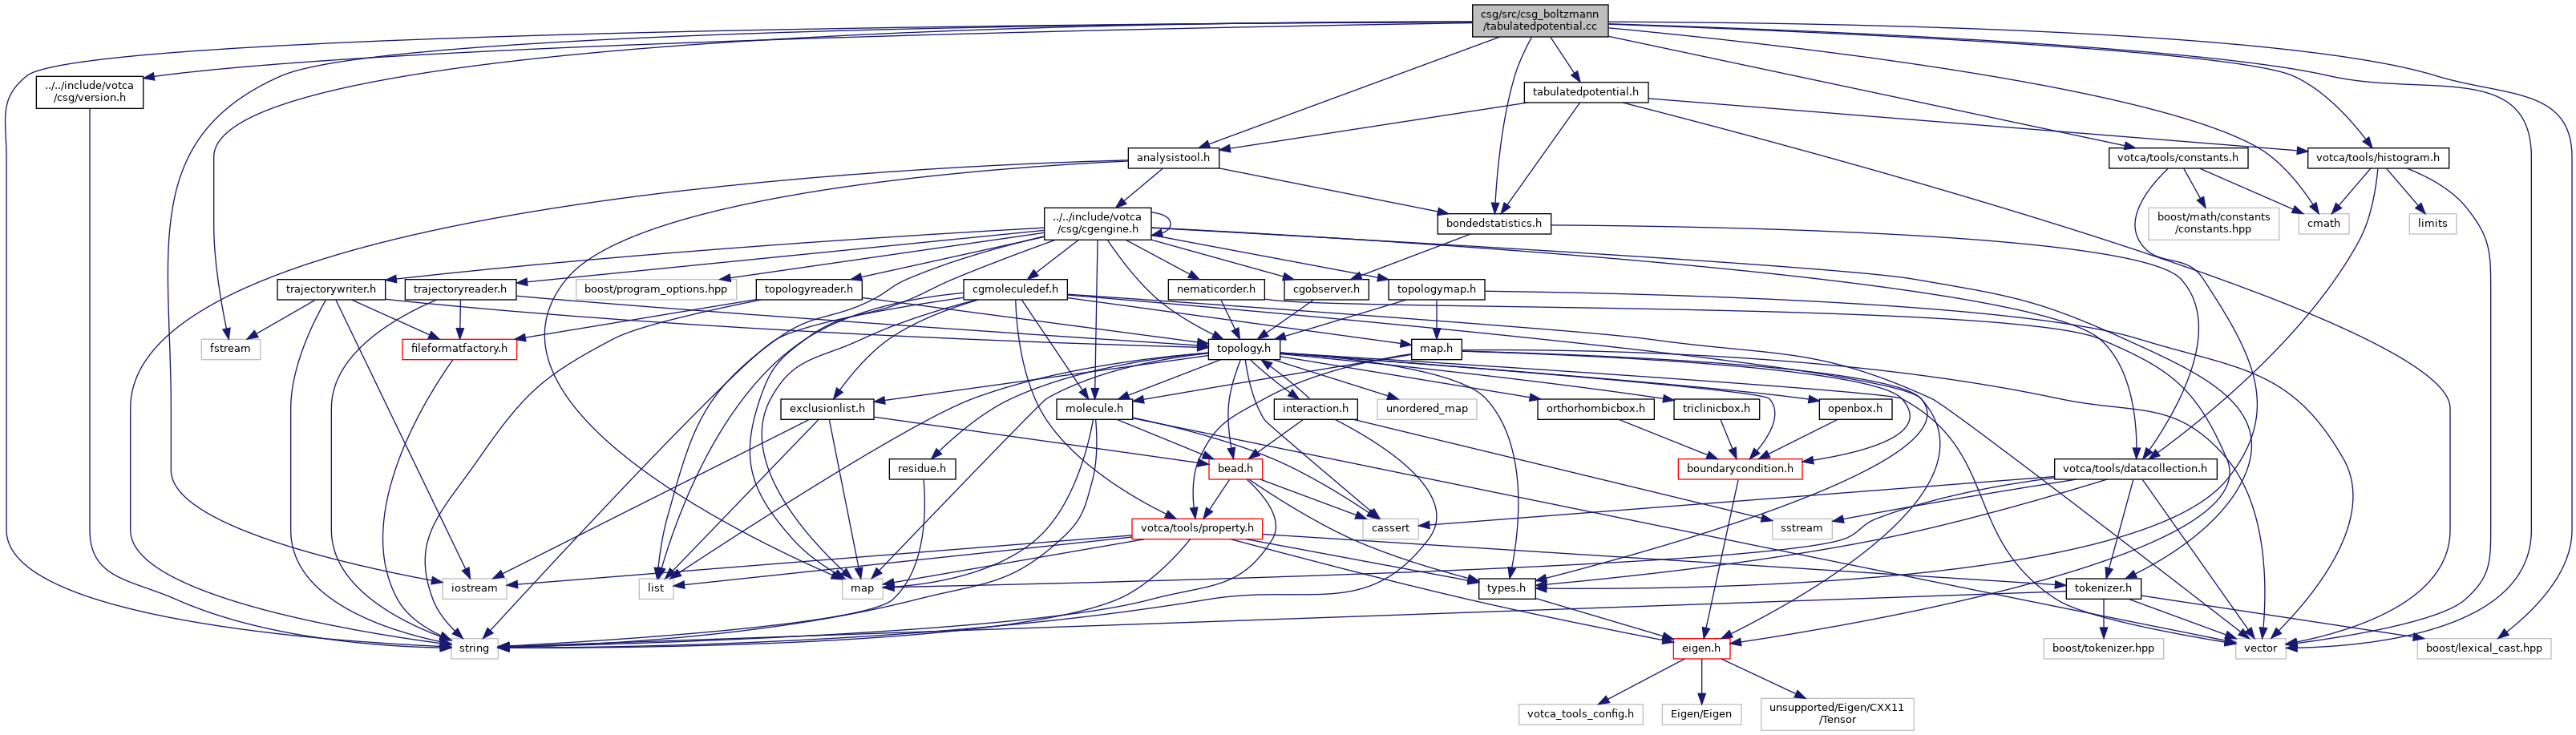 csg/src/csg_boltzmann
/tabulatedpotential.cc
../../include/votca
/csg/version.h
tabulatedpotential.h
analysistool.h
votca/tools/constants.h
votca/tools/histogram.h
../../include/votca
/csg/cgengine.h
bondedstatistics.h
boost/math/constants
/constants.hpp
cmath
limits
trajectorywriter.h
trajectoryreader.h
boost/program_options.hpp
topologyreader.h
cgmoleculedef.h
nematicorder.h
cgobserver.h
topologymap.h
fstream
fileformatfactory.h
topology.h
map.h
exclusionlist.h
molecule.h
interaction.h
unordered_map
orthorhombicbox.h
triclinicbox.h
openbox.h
residue.h
bead.h
boundarycondition.h
votca/tools/datacollection.h
votca/tools/property.h
cassert
sstream
iostream
list
map
types.h
tokenizer.h
string
eigen.h
boost/tokenizer.hpp
vector
boost/lexical_cast.hpp
votca_tools_config.h
Eigen/Eigen
unsupported/Eigen/CXX11
/Tensor